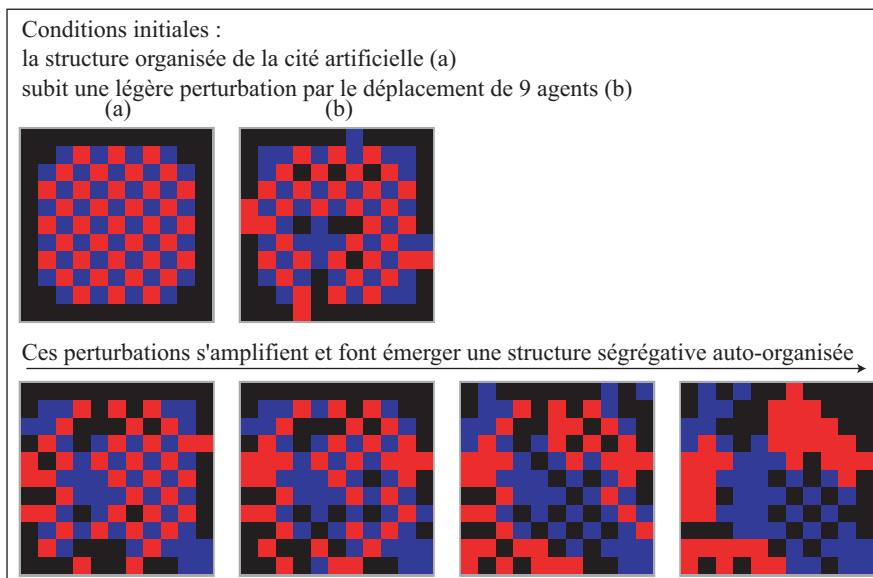 Conditions initiales :
la structure organisée de la cité artificielle (a)
subit une légère perturbation par le déplacement de 9 agents (b)
(a) (b)
Ces perturbations s'amplifient et font émerger une structure ségrégative auto-organisée